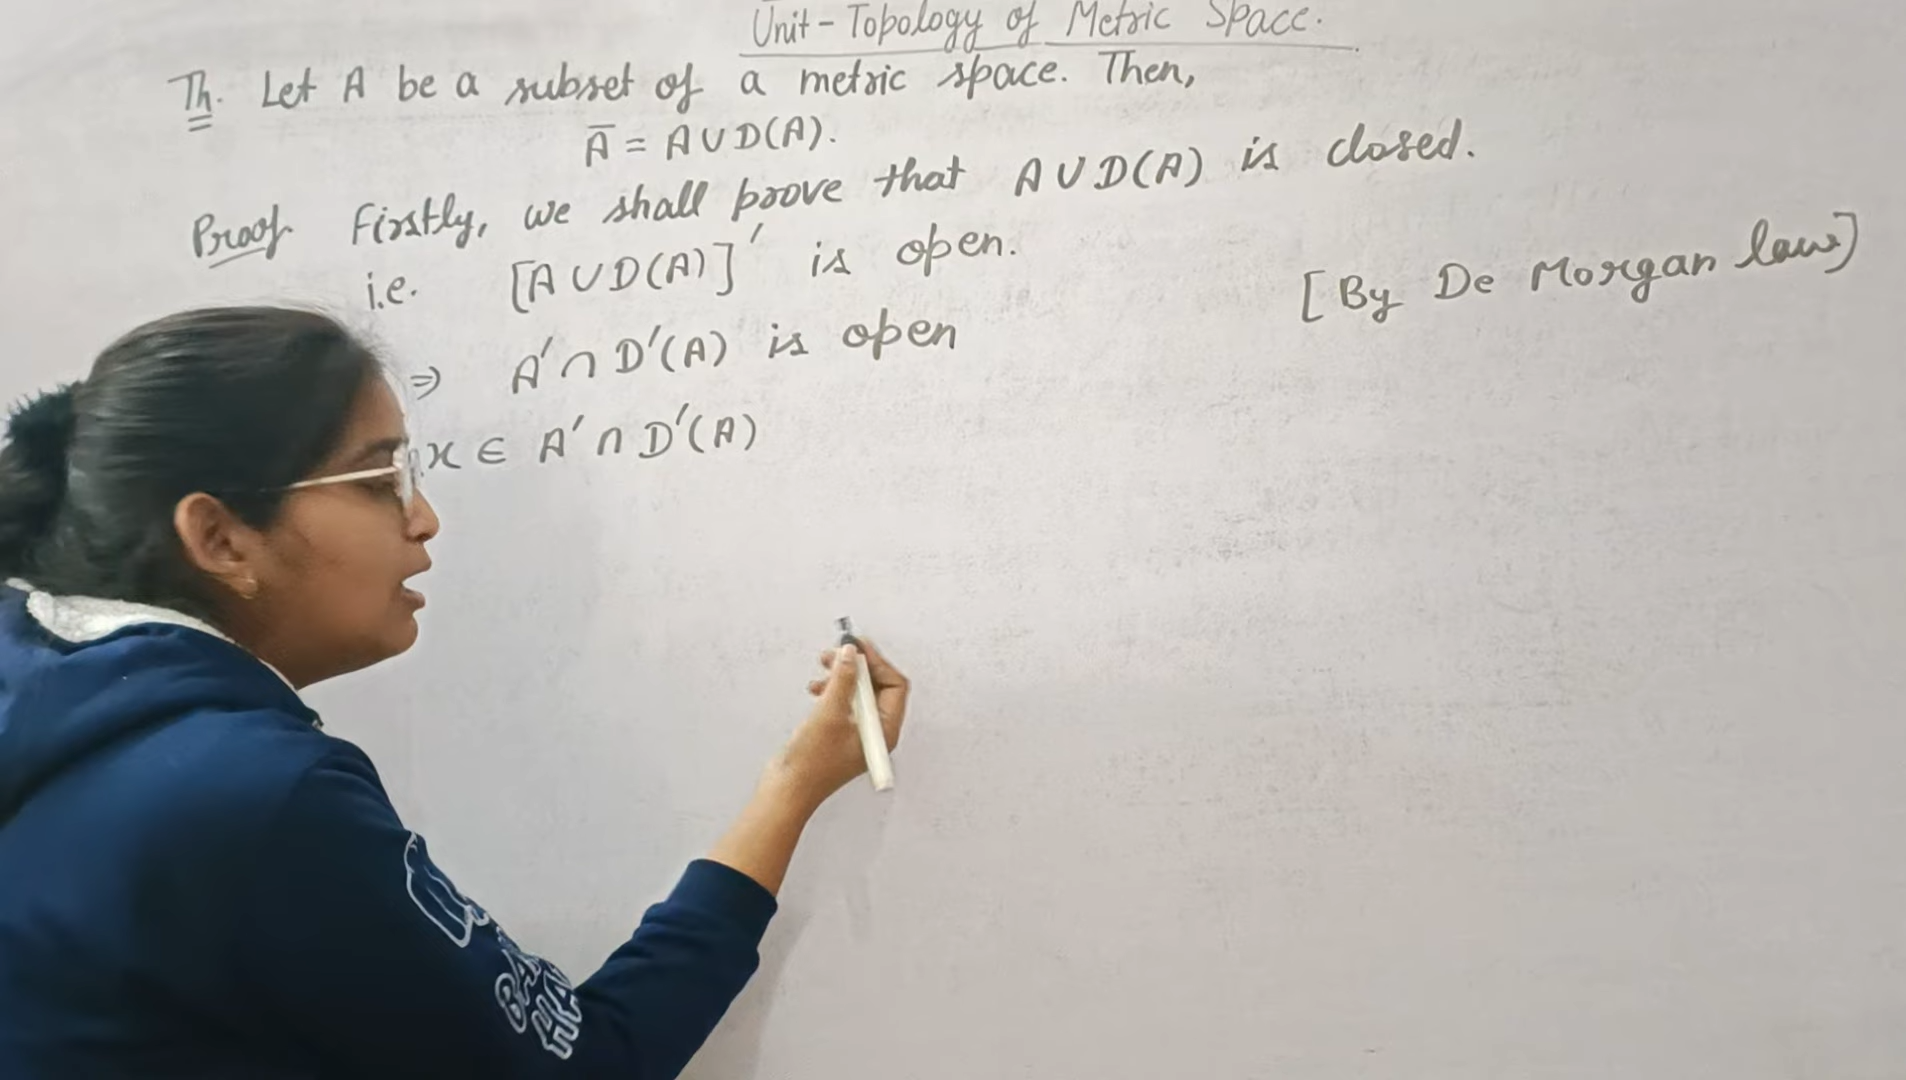 Unit - Topology of Metric Space.
Th. Let A be a subset of a metric space. Then,
A̅ = A ∪ D(A).
Proof. Firstly, we shall prove that A ∪ D(A) is closed.
i.e. [A ∪ D(A)]′ is open.
⇒ A′ ∩ D′(A) is open [By De Morgan law]
x ∈ A′ ∩ D′(A)